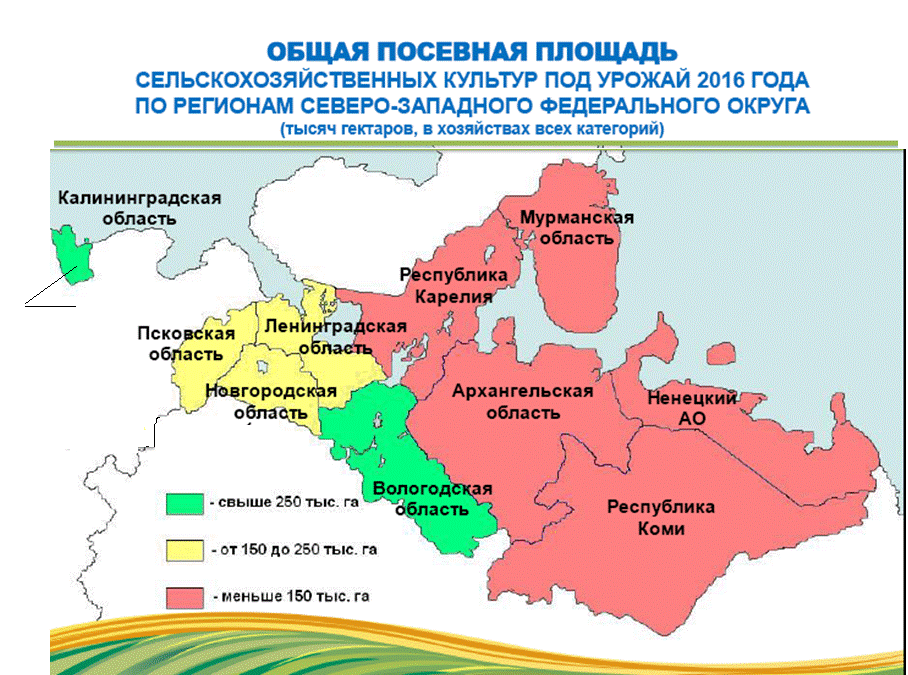 ОБЩАЯ ПОСЕВНАЯ ПЛОЩАДЬ
СЕЛЬСКОХОЗЯЙСТВЕННЫХ КУЛЬТУР ПОД УРОЖАЙ 2016 ГОДА
ПО РЕГИОНАМ СЕВЕРО-ЗАПАДНОГО ФЕДЕРАЛЬНОГО ОКРУГА
(тысяч гектаров, в хозяйствах всех категорий)
Калининградская
область
Мурманская
область
Республика
Карелия
Псковская
область
Ленинградская
область
Новгородская
область
Архангельская
область
Ненецкий
АО
Вологодская
область
Республика
Коми
- свыше 250 тыс. га
- от 150 до 250 тыс. га
- меньше 150 тыс. га